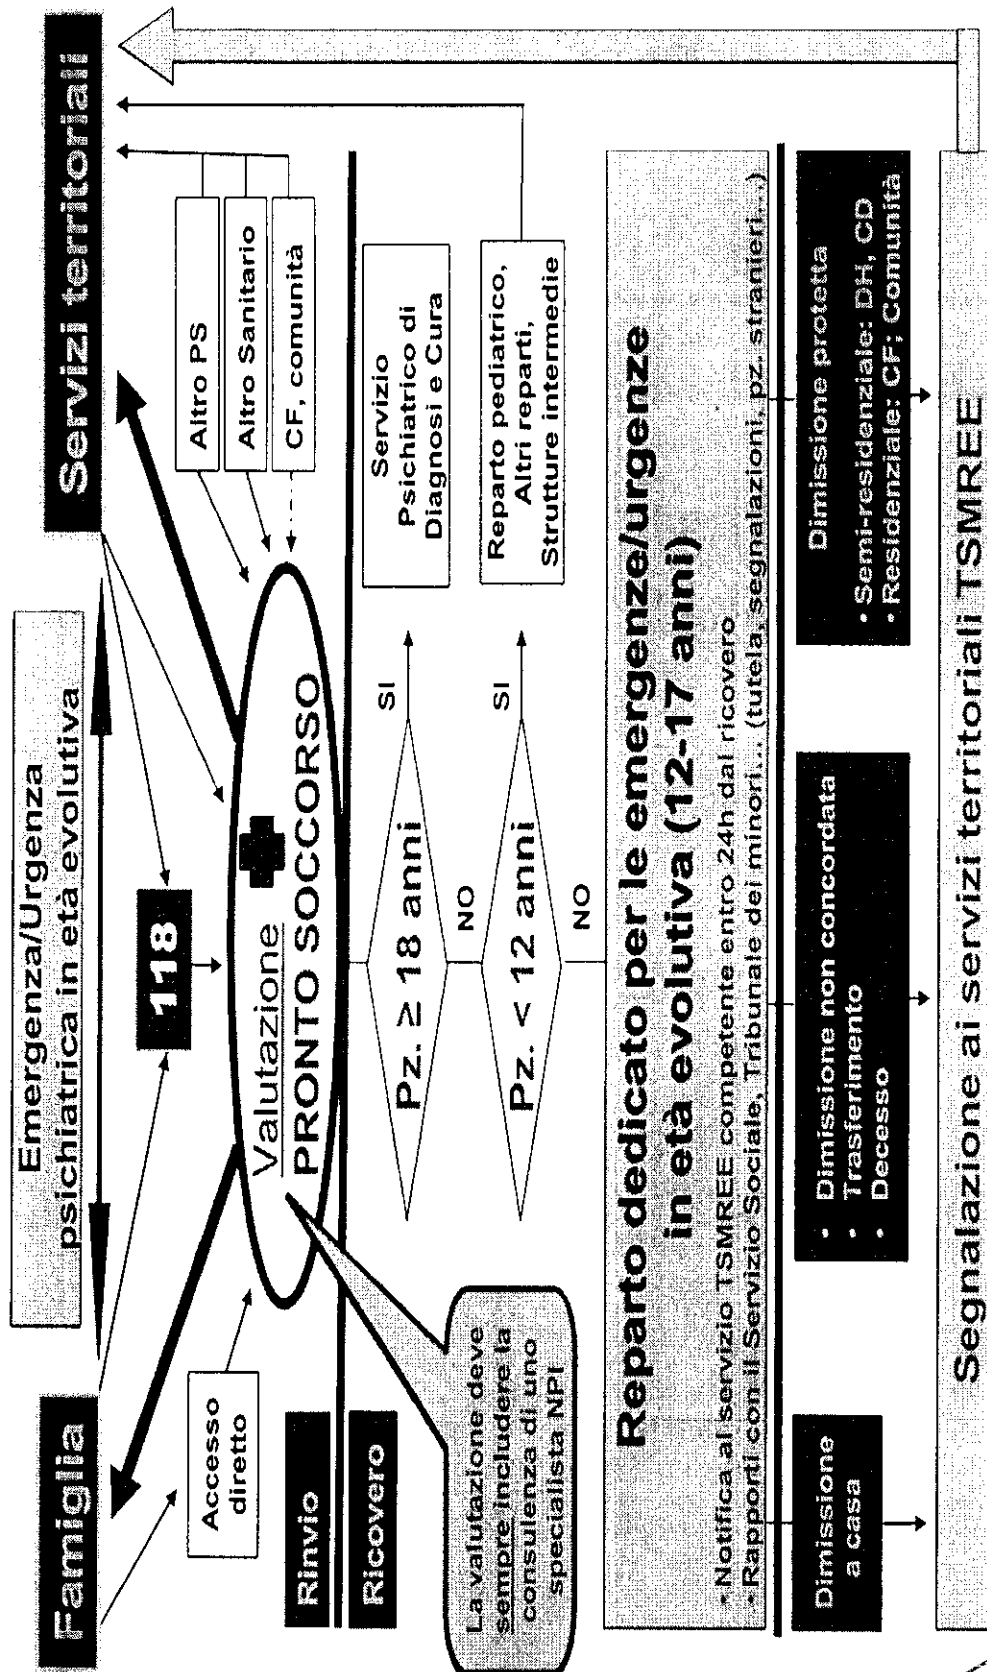 Emergenza/Urgenza
psichiatrica in età evolutiva
Famiglia
Servizi territoriali
118
Accesso
diretto
Valutazione
PRONTO SOCCORSO
Altro PS
Altro Sanitario
CF, comunità
Rinvio
Ricovero
La valutazione deve
sempre includere la
consulenza di uno
specialista NPI
Pz. ≥ 18 anni
SI
Servizio
Psichiatrico di
Diagnosi e Cura
NO
Pz. < 12 anni
SI
Reparto pediatrico,
Altri reparti,
Strutture intermedie
NO
Reparto dedicato per le emergenze/urgenze
in età evolutiva (12-17 anni)
• Notifica al servizio TSMREE competente entro 24h dal ricovero
• Rapporti con il Servizio Sociale, Tribunale dei minori... (tutela, segnalazioni, pz. stranieri...)
Dimissione
a casa
• Dimissione non concordata
• Trasferimento
• Decesso
Dimissione protetta
• Semi-residenziale: DH, CD
• Residenziale: CF; Comunità
Segnalazione ai servizi territoriali TSMREE